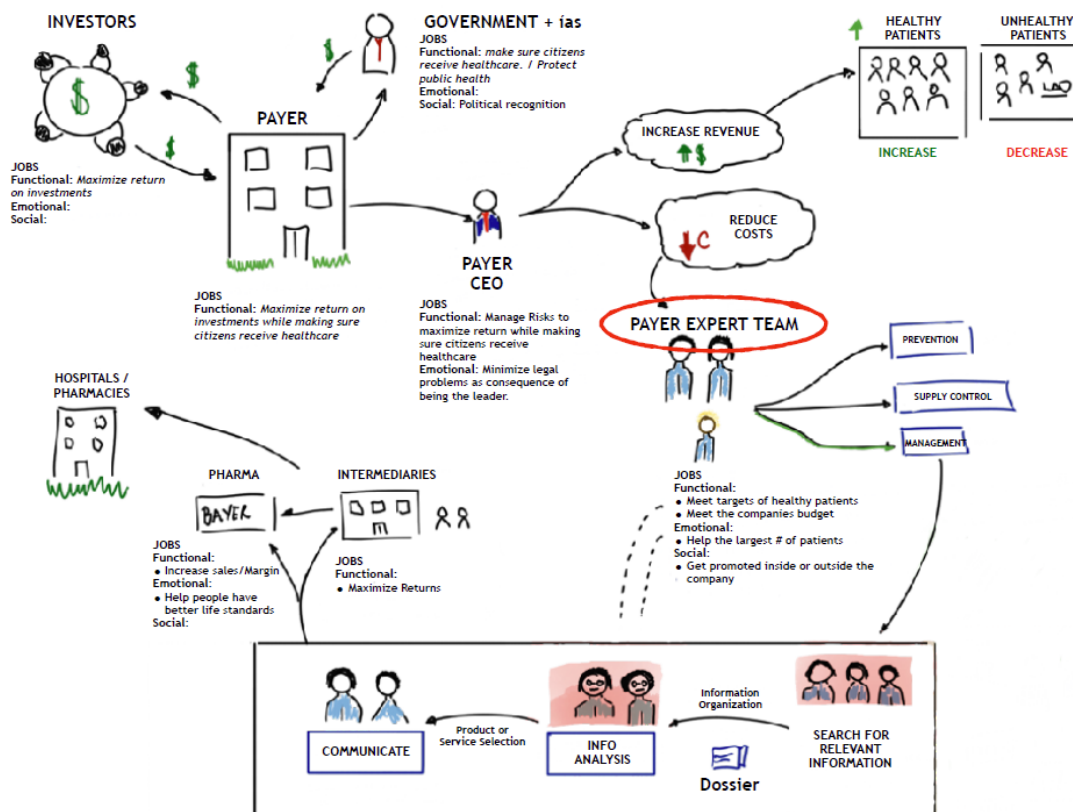 INVESTORS
$
$
$
JOBS
Functional: Maximize return
on investments
Emotional:
Social:
GOVERNMENT + ías
$
JOBS
Functional: make sure citizens
receive healthcare. / Protect
public health
Emotional:
Social: Political recognition
PAYER
JOBS
Functional: Maximize return on
investments while making sure
citizens receive healthcare
PAYER
CEO
JOBS
Functional: Manage Risks to
maximize return while making
sure citizens receive
healthcare
Emotional: Minimize legal
problems as consequence of
being the leader.
INCREASE REVENUE
$
HEALTHY
PATIENTS
INCREASE
UNHEALTHY
PATIENTS
DECREASE
REDUCE
COSTS
C
PAYER EXPERT TEAM
PREVENTION
SUPPLY CONTROL
MANAGEMENT
JOBS
Functional:
• Meet targets of healthy patients
• Meet the companies budget
Emotional:
• Help the largest # of patients
Social:
• Get promoted inside or outside the
company
HOSPITALS /
PHARMACIES
PHARMA
BAYER
JOBS
Functional:
• Increase sales/Margin
Emotional:
• Help people have
better life standards
Social:
INTERMEDIARIES
JOBS
Functional:
• Maximize Returns
COMMUNICATE
Product or
Service Selection
INFO
ANALYSIS
Information
Organization
Dossier
SEARCH FOR
RELEVANT
INFORMATION